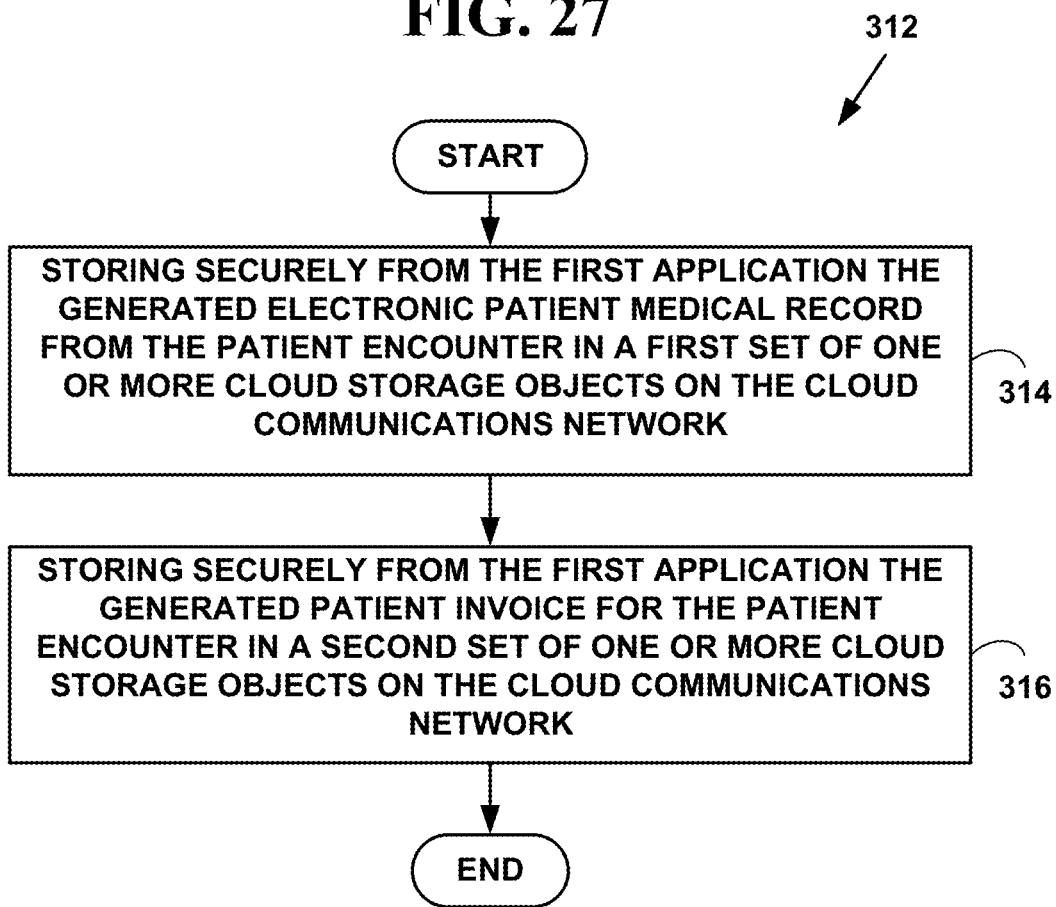 FIG. 27
312
START
STORING SECURELY FROM THE FIRST APPLICATION THE
GENERATED ELECTRONIC PATIENT MEDICAL RECORD
FROM THE PATIENT ENCOUNTER IN A FIRST SET OF ONE
OR MORE CLOUD STORAGE OBJECTS ON THE CLOUD
COMMUNICATIONS NETWORK
314
STORING SECURELY FROM THE FIRST APPLICATION THE
GENERATED PATIENT INVOICE FOR THE PATIENT
ENCOUNTER IN A SECOND SET OF ONE OR MORE CLOUD
STORAGE OBJECTS ON THE CLOUD COMMUNICATIONS
NETWORK
316
END